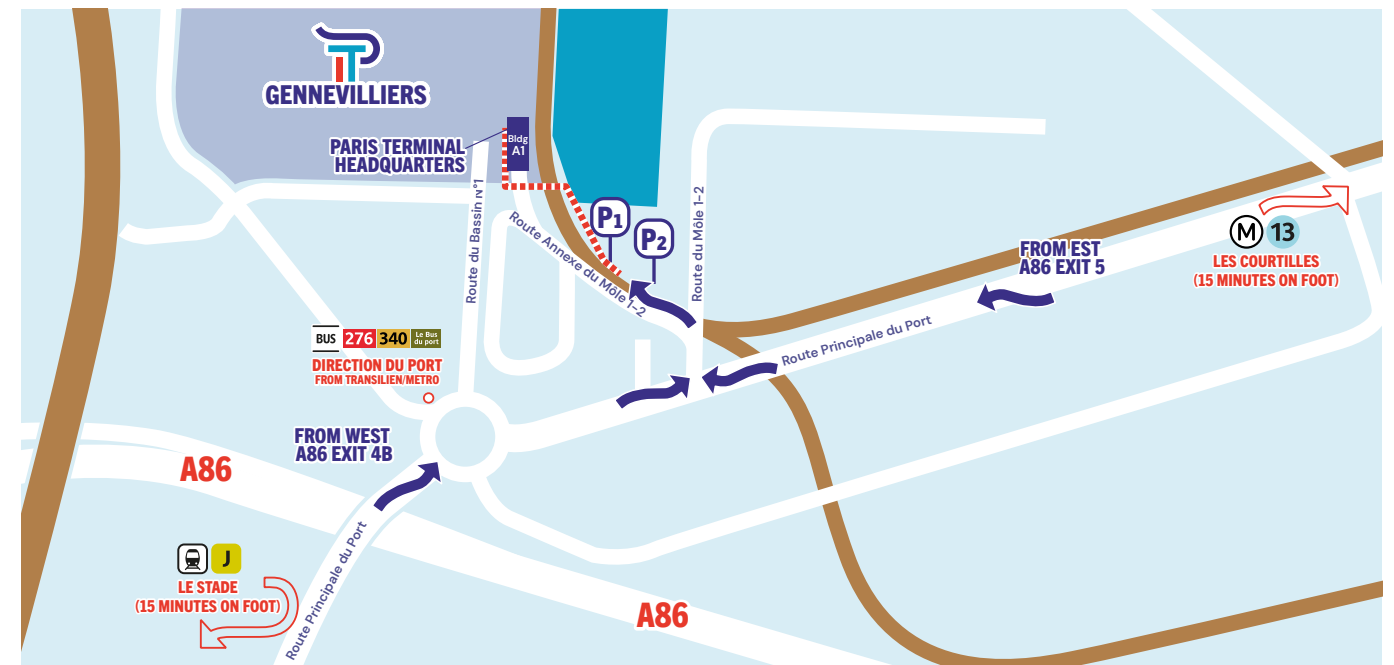 GENNEVILLIERS
PARIS TERMINAL
HEADQUARTERS
Bldg
A1
Route du Bassin N°1
Route Annexe du Môle 1-2
P1
P2
Route du Môle 1-2
FROM EST
A86 EXIT 5
M 13
LES COURTILLES
(15 MINUTES ON FOOT)
Route Principale du Port
BUS 276 340 Le Bus
du port
DIRECTION DU PORT
FROM TRANSILIEN/METRO
FROM WEST
A86 EXIT 4B
A86
J
LE STADE
(15 MINUTES ON FOOT)
Route Principale du Port
A86